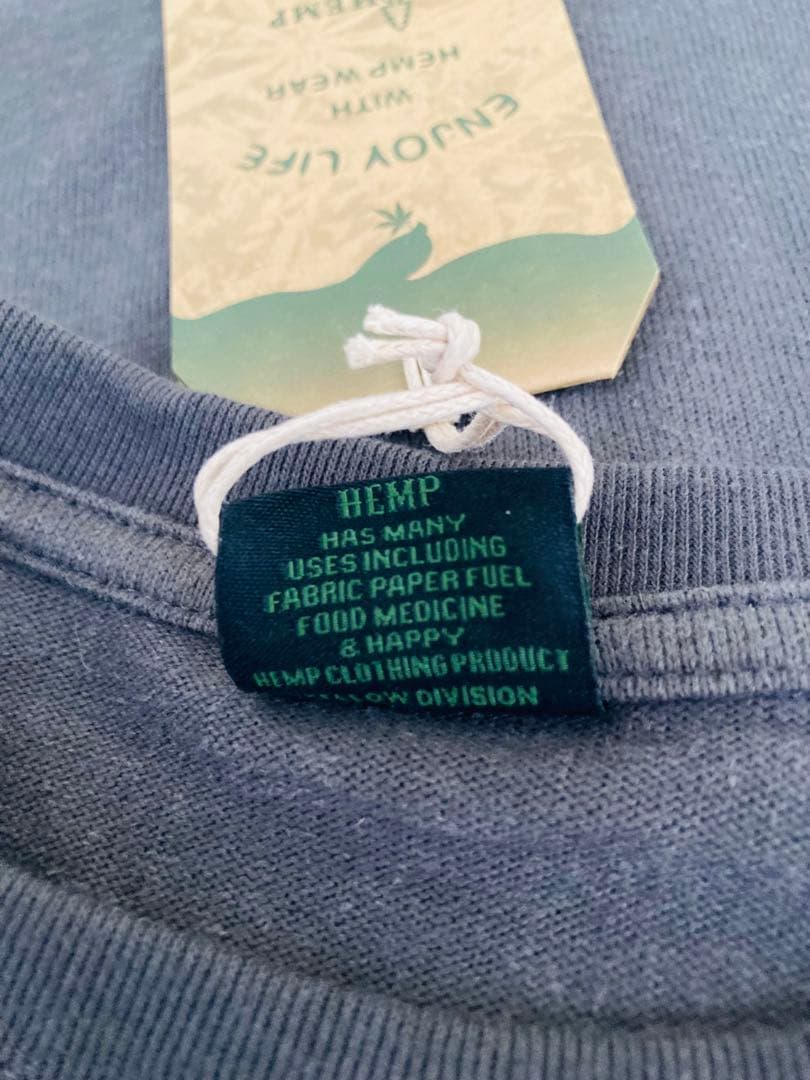 HEMP
HAS MANY
USES INCLUDING
FABRIC PAPER FUEL
FOOD MEDICINE
& HAPPY
HEMP CLOTHING PRODUCT
DIVISION
ENJOY LIFE
WITH
HEMP WEAR
HEMP